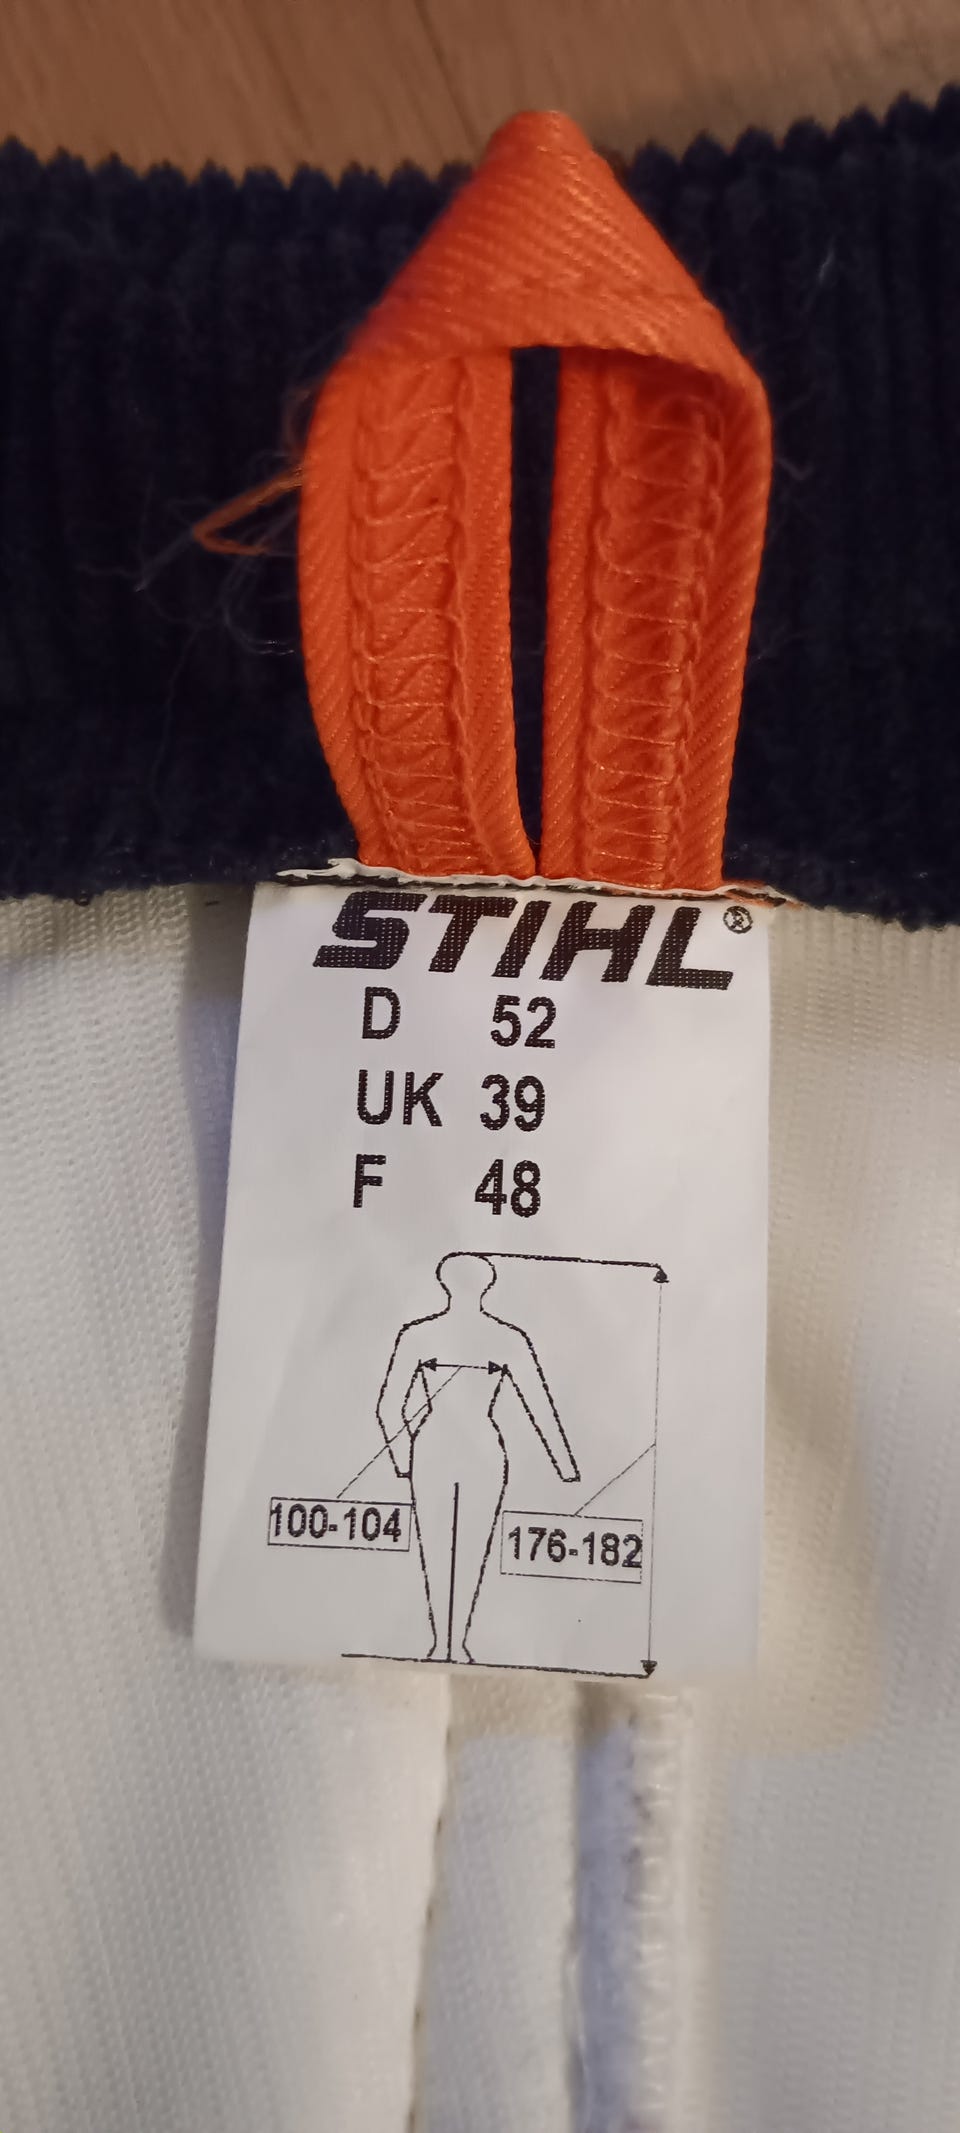 STIHL®
D 52
UK 39
F 48
100-104
176-182